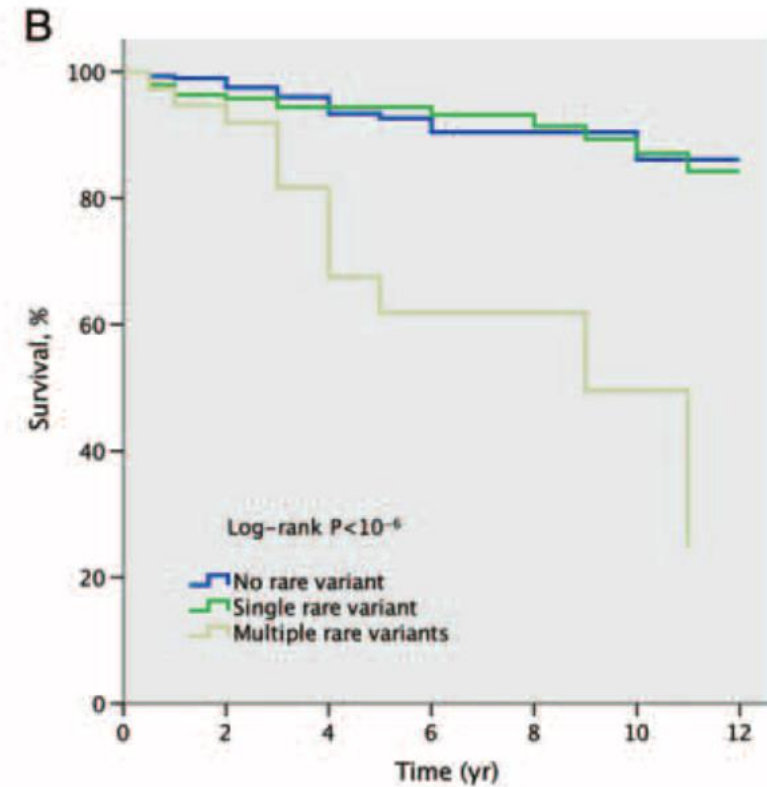 B
100
80
60
40
20
0
Survival, %
Log-rank P<10⁻⁶
No rare variant
Single rare variant
Multiple rare variants
0 2 4 6 8 10 12
Time (yr)